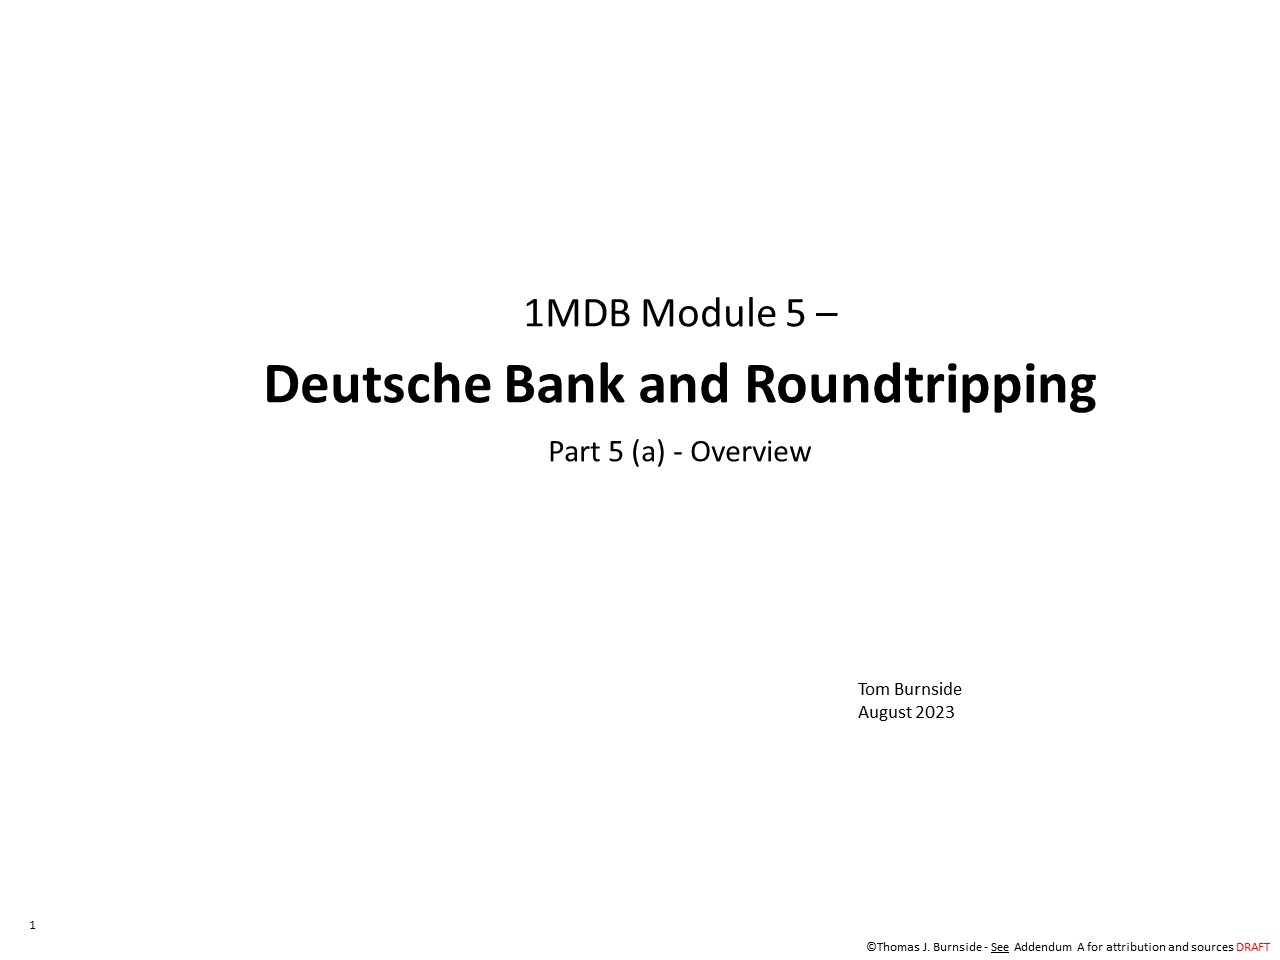 1MDB Module 5 –
Deutsche Bank and Roundtripping
Part 5 (a) - Overview
Tom Burnside
August 2023
1
©Thomas J. Burnside - See Addendum A for attribution and sources DRAFT